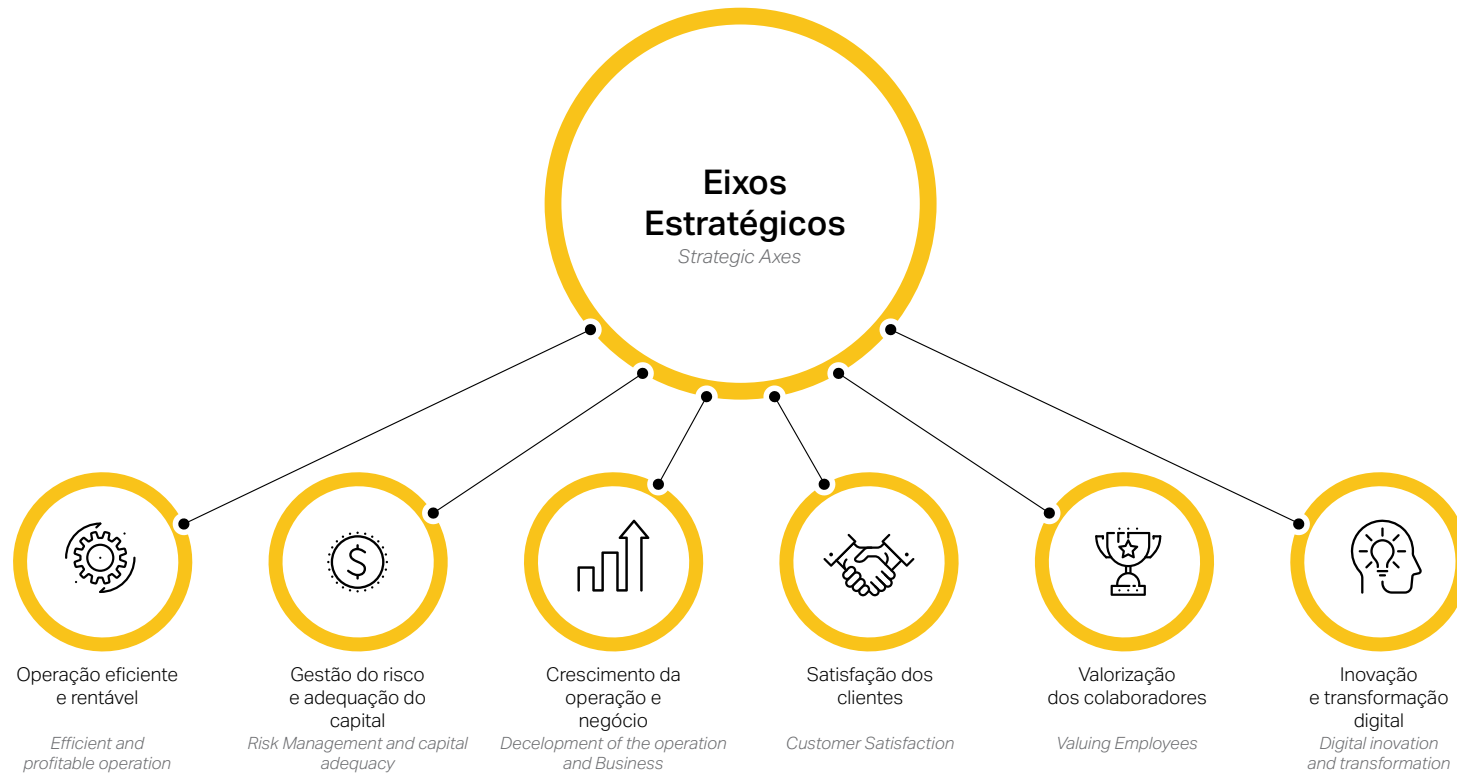 Eixos
Estratégicos
Strategic Axes
$
Operação eficiente
e rentável
Efficient and
profitable operation
Gestão do risco
e adequação do
capital
Risk Management and capital
adequacy
Crescimento da
operação e
negócio
Decelopment of the operation
and Business
Satisfação dos
clientes
Customer Satisfaction
Valorização
dos colaboradores
Valuing Employees
Inovação
e transformação
digital
Digital inovation
and transformation